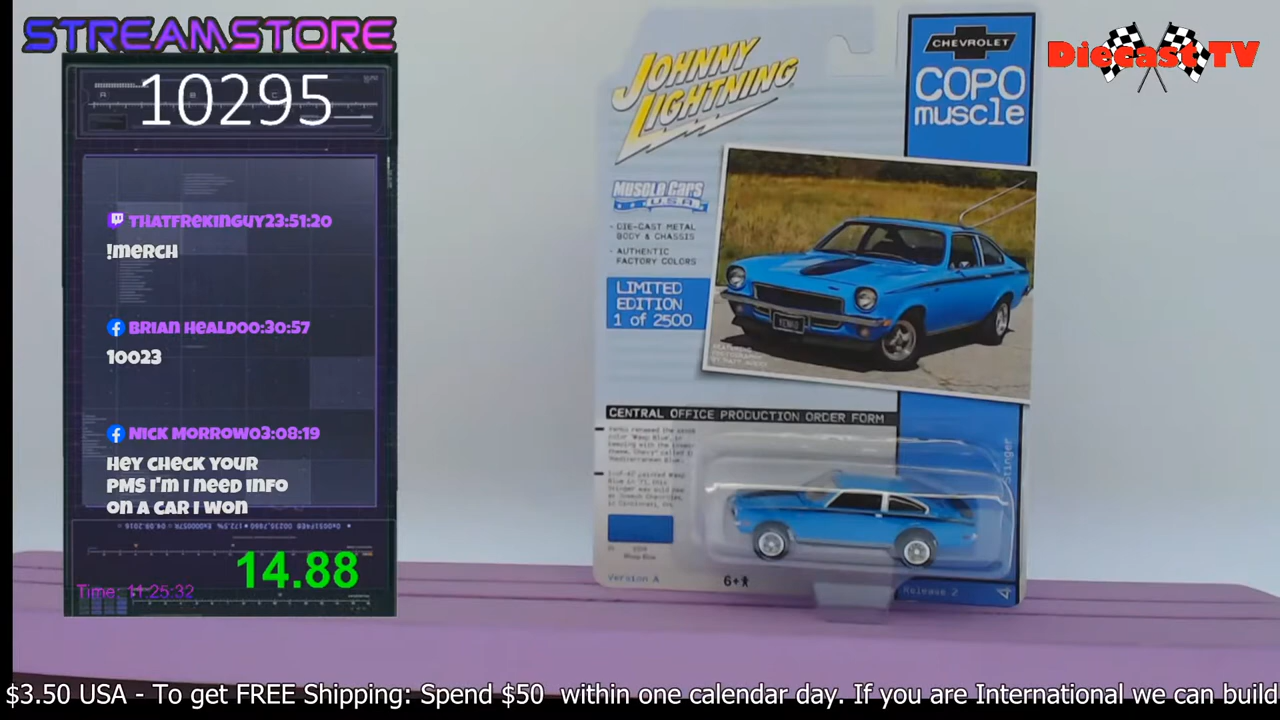 STREAMSTORE
10295
THATFREKINGUY23:51:20
!MERCH
BRIAN HEALD00:30:57
10023
NICK MORROW03:08:19
HEY CHECK YOUR
PMS I'M I NEED INFO
ON A CAR I WON
14.88
Time: 11:25:32
JOHNNY
LIGHTNING
CHEVROLET
COPO
muscle
Diecast TV
MUSCLE CARS
USA
- DIE-CAST METAL
BODY & CHASSIS
- AUTHENTIC
FACTORY COLORS
LIMITED
EDITION
1 of 2500
CENTRAL OFFICE PRODUCTION ORDER FORM
Stinger
Version A
6+
Release 2
4
$3.50 USA - To get FREE Shipping: Spend $50 within one calendar day. If you are International we can build